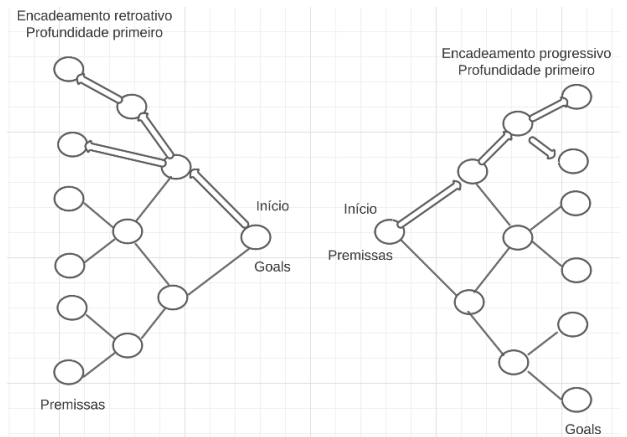 Encadeamento retroativo
Profundidade primeiro
Início
Goals
Premissas
Encadeamento progressivo
Profundidade primeiro
Início
Premissas
Goals